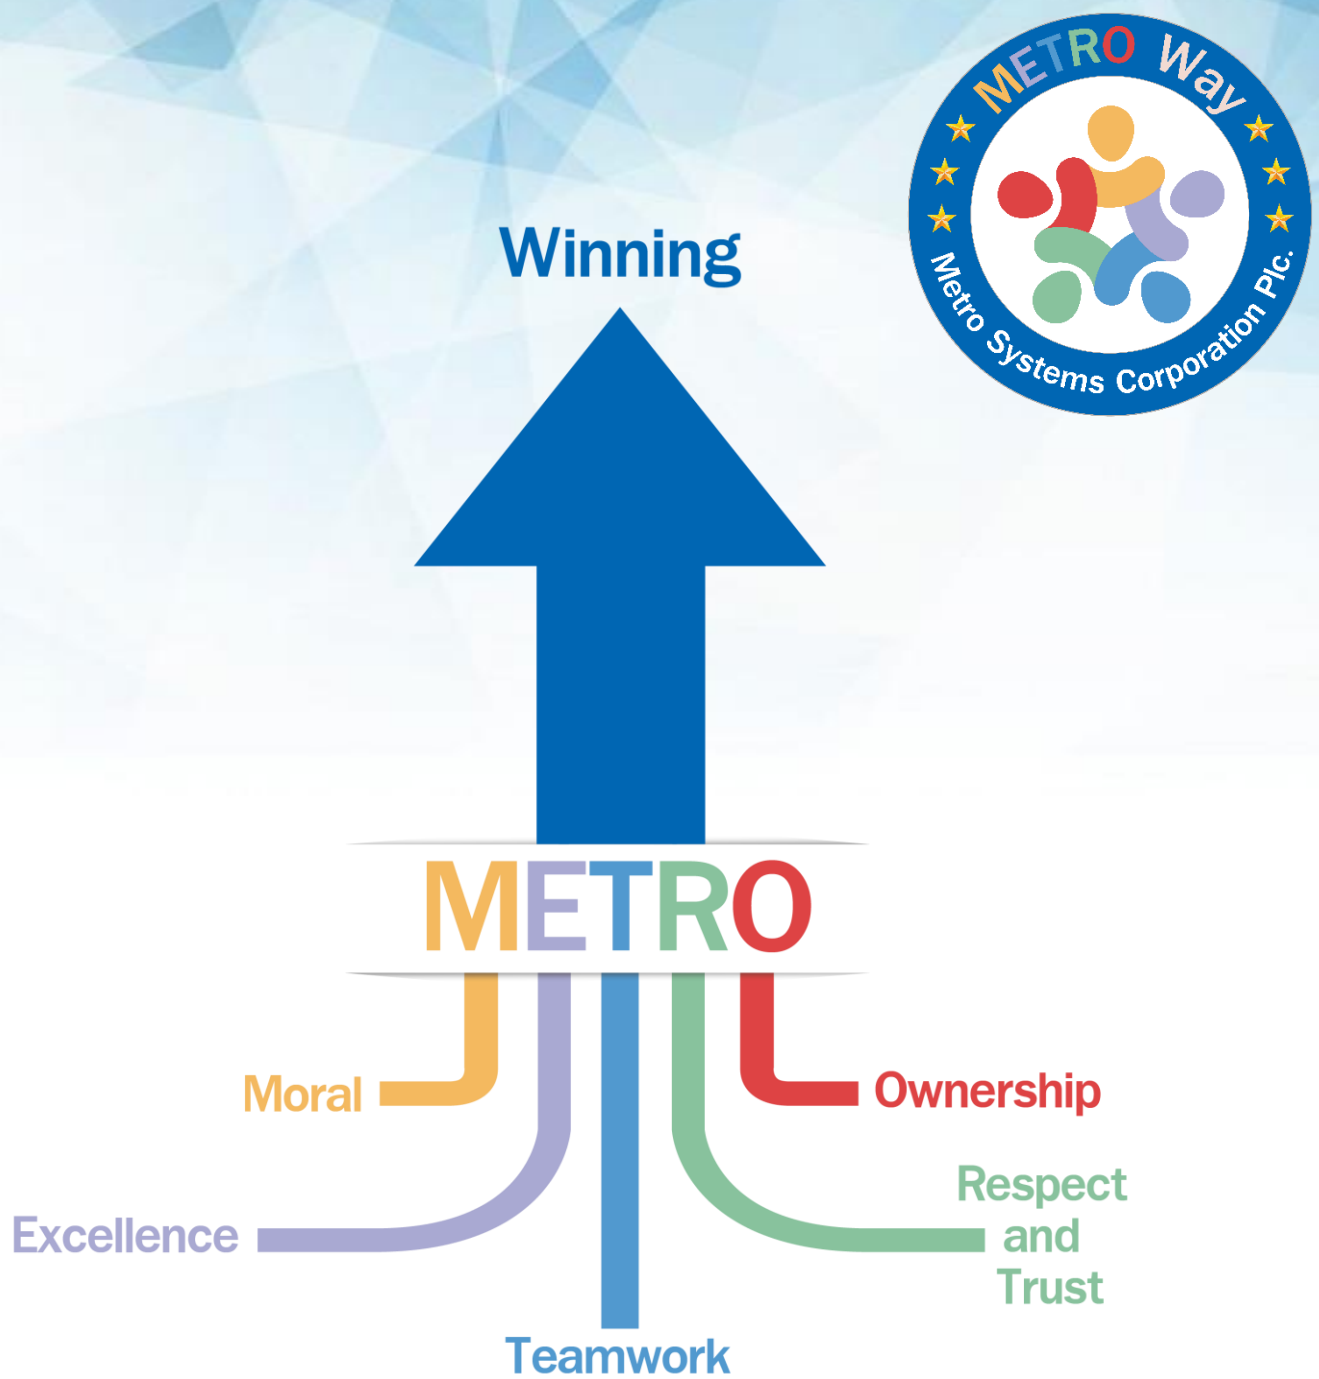 METRO Way
Metro Systems Corporation Plc.
Winning
METRO
Moral
Ownership
Excellence
Respect
and
Trust
Teamwork